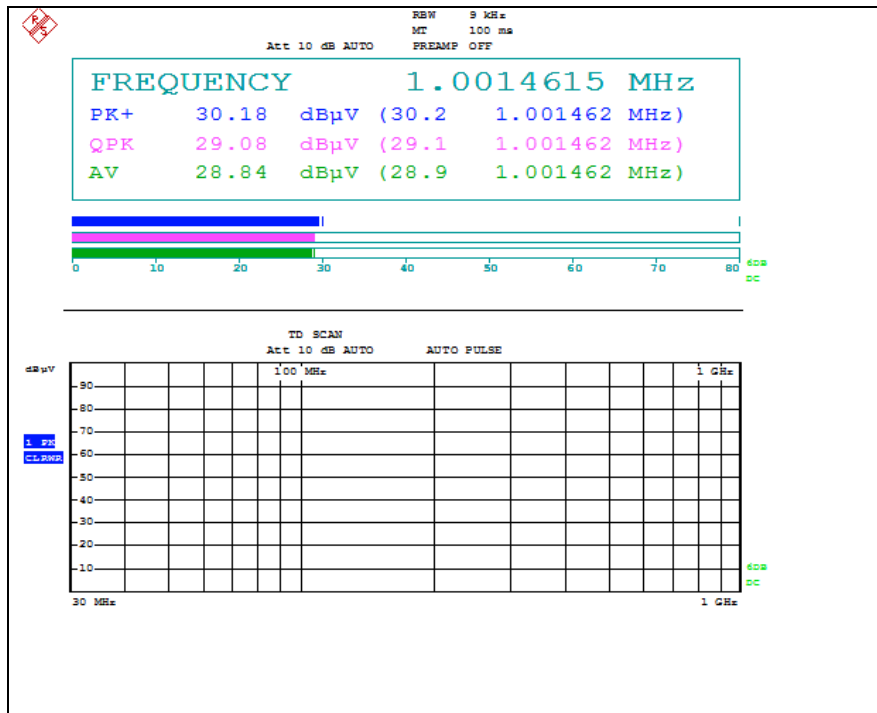 R S
RBW 9 kHz
MT 100 ms
Att 10 dB AUTO PREAMP OFF
FREQUENCY 1.0014615 MHz
PK+ 30.18 dBµV (30.2 1.001462 MHz)
QPK 29.08 dBµV (29.1 1.001462 MHz)
AV 28.84 dBµV (28.9 1.001462 MHz)
0 10 20 30 40 50 60 70 80
6DB
DC
TD SCAN
Att 10 dB AUTO AUTO PULSE
dBµV
100 MHz 1 GHz
90
80
70
1 PK
60
CLRWR
50
40
30
20
10
6DB
DC
30 MHz 1 GHz